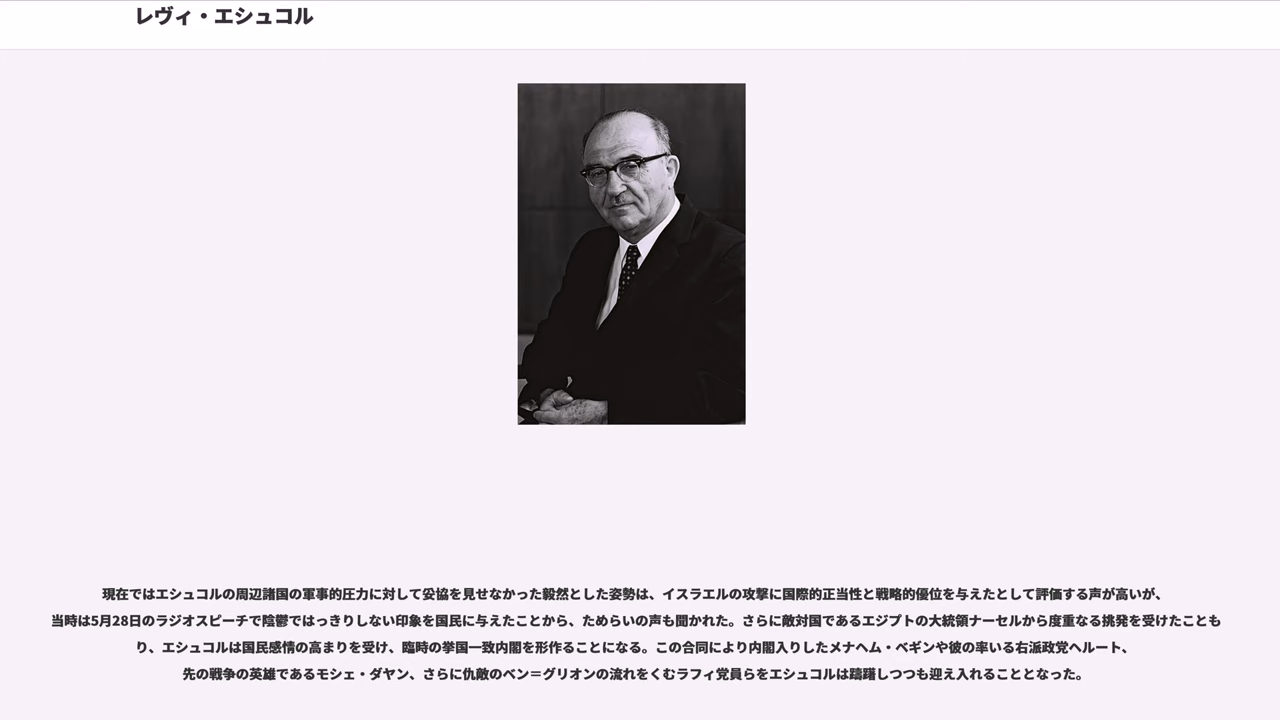 レヴィ・エシュコル
現在ではエシュコルの周辺諸国の軍事的圧力に対して妥協を見せなかった毅然とした姿勢は、イスラエルの攻撃に国際的正当性と戦略的優位を与えたとして評価する声が高いが、
当時は5月28日のラジオスピーチで陰鬱ではっきりしない印象を国民に与えたことから、ためらいの声も聞かれた。さらに敵対国であるエジプトの大統領ナーセルから度重なる挑発を受けたことも
り、エシュコルは国民感情の高まりを受け、臨時の挙国一致内閣を形作ることになる。この合同により内閣入りしたメナヘム・ベギンや彼の率いる右派政党ヘルート、
先の戦争の英雄であるモシェ・ダヤン、さらに仇敵のベン＝グリオンの流れをくむラフィ党員らをエシュコルは躊躇しつつも迎え入れることとなった。